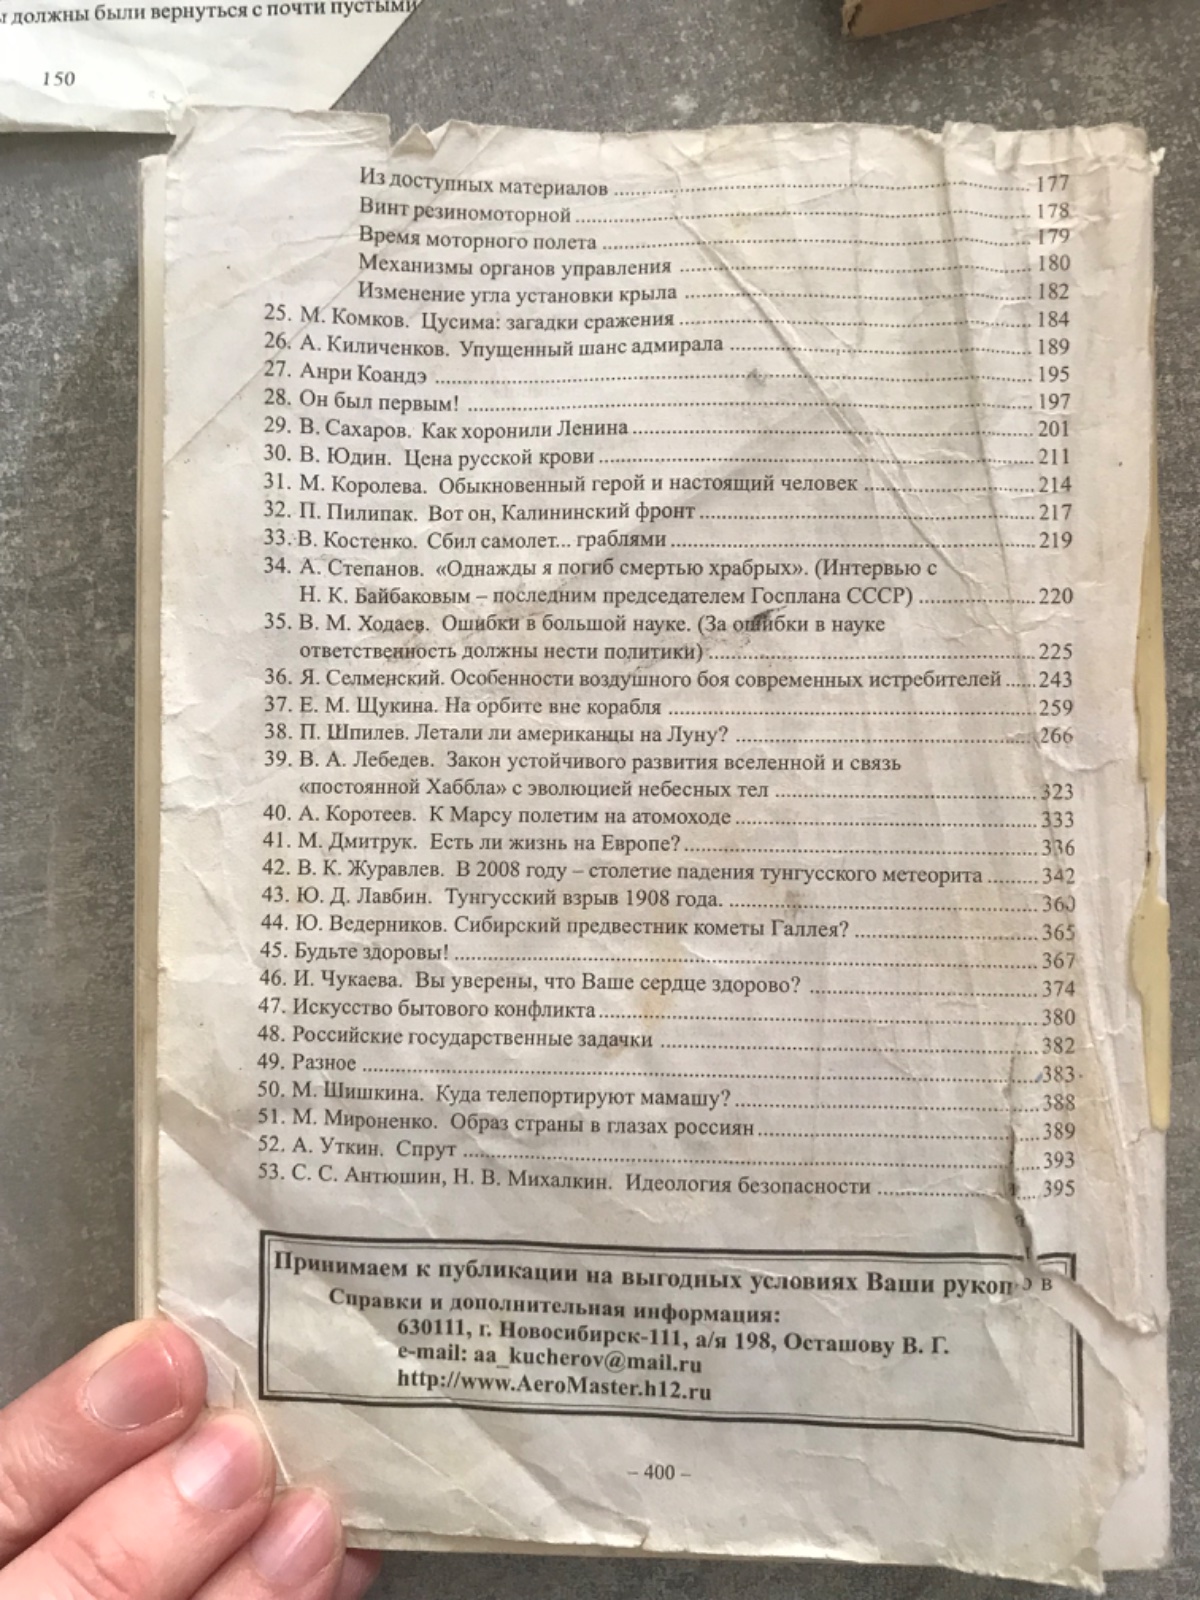 должны были вернуться с почти пустыми
150
Из доступных материалов ........ 177
Винт резиномоторной ........ 178
Время моторного полета ........ 179
Механизмы органов управления ........ 180
Изменение угла установки крыла ........ 182
25. М. Комков. Цусима: загадки сражения ........ 184
26. А. Киличенков. Упущенный шанс адмирала ........ 189
27. Анри Коандэ ........ 195
28. Он был первым! ........ 197
29. В. Сахаров. Как хоронили Ленина ........ 201
30. В. Юдин. Цена русской крови ........ 211
31. М. Королева. Обыкновенный герой и настоящий человек ........ 214
32. П. Пилипак. Вот он, Калининский фронт ........ 217
33. В. Костенко. Сбил самолет... граблями ........ 219
34. А. Степанов. «Однажды я погиб смертью храбрых». (Интервью с
Н. К. Байбаковым – последним председателем Госплана СССР) ........ 220
35. В. М. Ходаев. Ошибки в большой науке. (За ошибки в науке
ответственность должны нести политики) ........ 225
36. Я. Селменский. Особенности воздушного боя современных истребителей ...... 243
37. Е. М. Щукина. На орбите вне корабля ........ 259
38. П. Шпилев. Летали ли американцы на Луну? ........ 266
39. В. А. Лебедев. Закон устойчивого развития вселенной и связь
«постоянной Хаббла» с эволюцией небесных тел ........ 323
40. А. Коротеев. К Марсу полетим на атомоходе ........ 333
41. М. Дмитрук. Есть ли жизнь на Европе? ........ 336
42. В. К. Журавлев. В 2008 году – столетие падения тунгусского метеорита ........ 342
43. Ю. Д. Лавбин. Тунгусский взрыв 1908 года. ........ 360
44. Ю. Ведерников. Сибирский предвестник кометы Галлея? ........ 365
45. Будьте здоровы! ........ 367
46. И. Чукаева. Вы уверены, что Ваше сердце здорово? ........ 374
47. Искусство бытового конфликта ........ 380
48. Российские государственные задачки ........ 382
49. Разное ........ 383
50. М. Шишкина. Куда телепортируют мамашу? ........ 388
51. М. Мироненко. Образ страны в глазах россиян ........ 389
52. А. Уткин. Спрут ........ 393
53. С. С. Антюшин, Н. В. Михалкин. Идеология безопасности ........ 395
Принимаем к публикации на выгодных условиях Ваши рукоп
Справки и дополнительная информация:
630111, г. Новосибирск-111, а/я 198, Осташову В. Г.
e-mail: aa_kucherov@mail.ru
http://www.AeroMaster.h12.ru
– 400 –